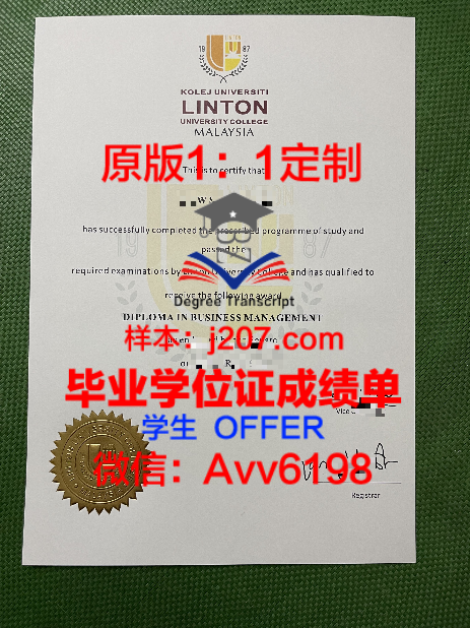 19 87
KOLEJ UNIVERSITI
LINTON
UNIVERSITY COLLEGE
MALAYSIA
原版1：1定制
This is to certify that
WA
has successfully completed the prescribed programme of study and
passed the
required examinations by and has qualified to
receive the following award
Degree Transcript
DIPLOMA IN BUSINESS MANAGEMENT
样本：j207.com
毕业学位证成绩单
学生 OFFER
微信：Avv6198
Registrar